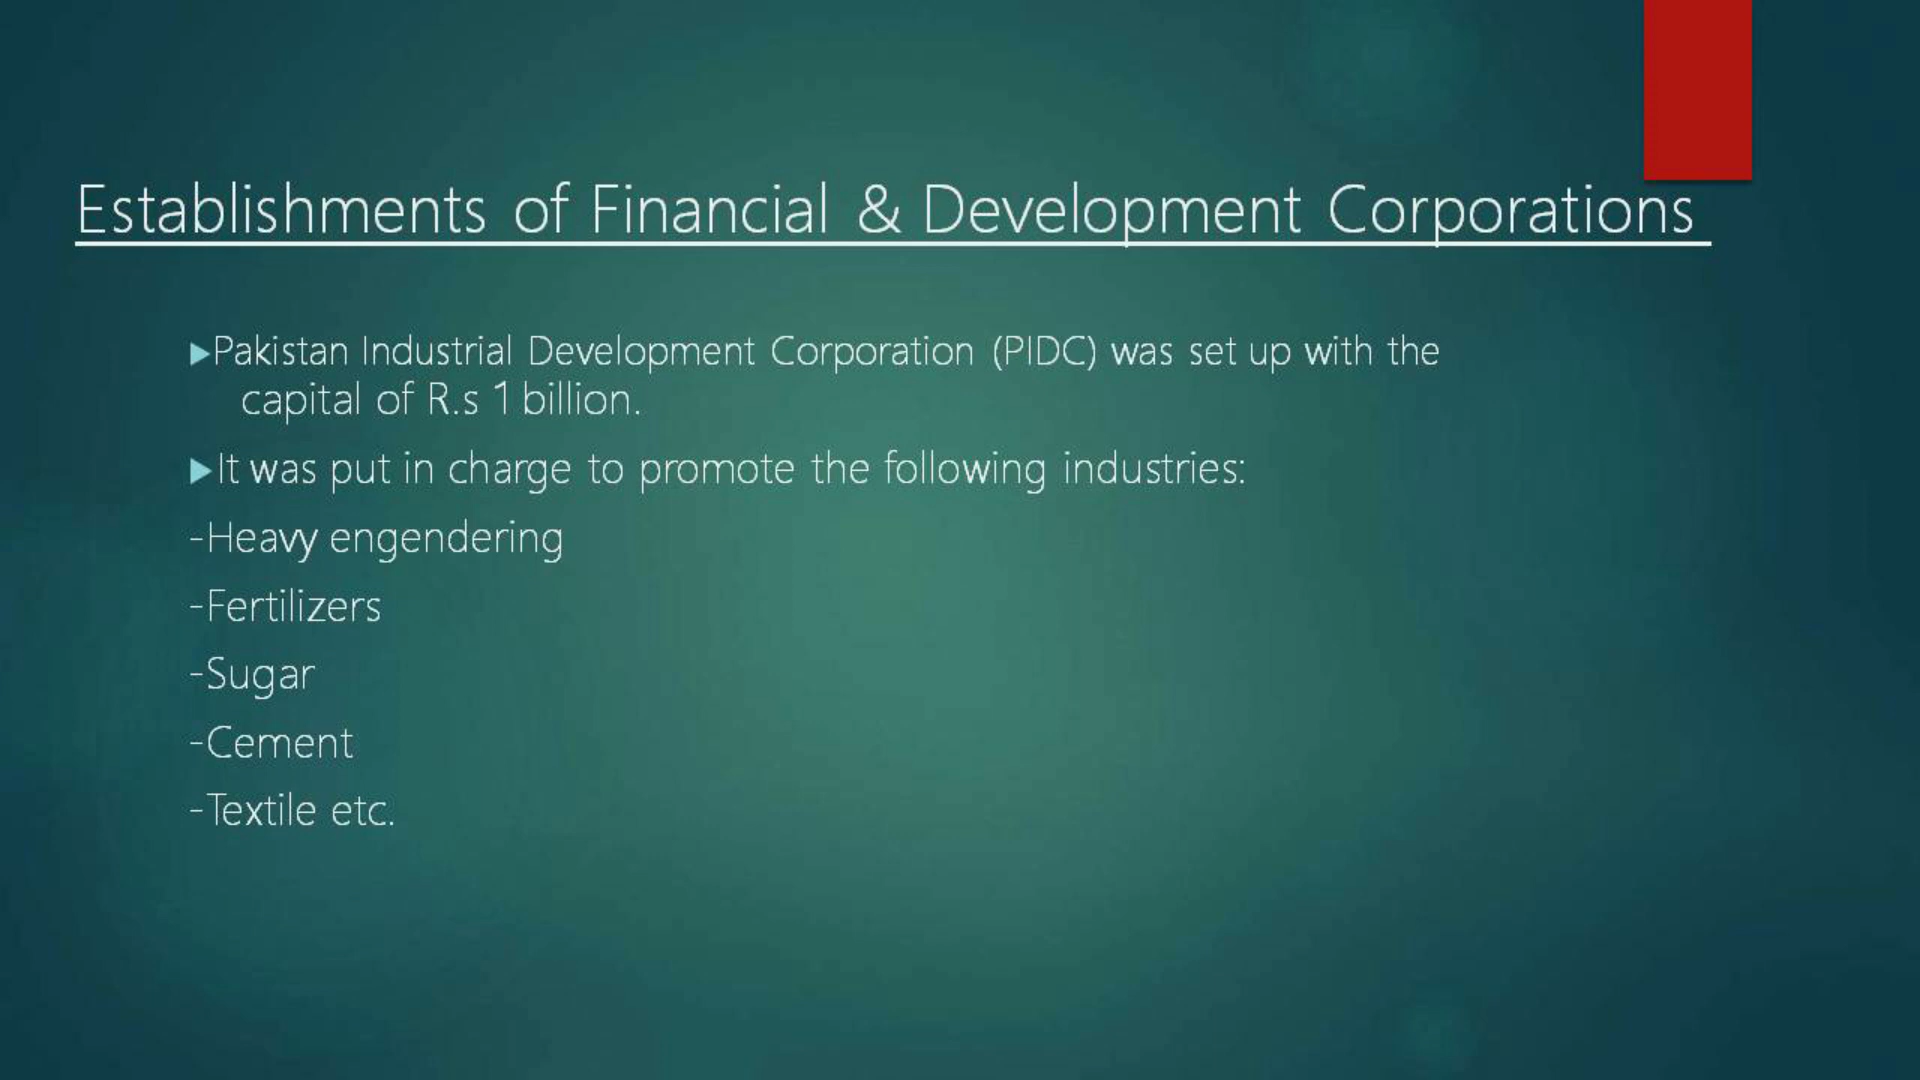 Establishments of Financial & Development Corporations
▶Pakistan Industrial Development Corporation (PIDC) was set up with the
capital of R.s 1 billion.
▶It was put in charge to promote the following industries:
-Heavy engendering
-Fertilizers
-Sugar
-Cement
-Textile etc.